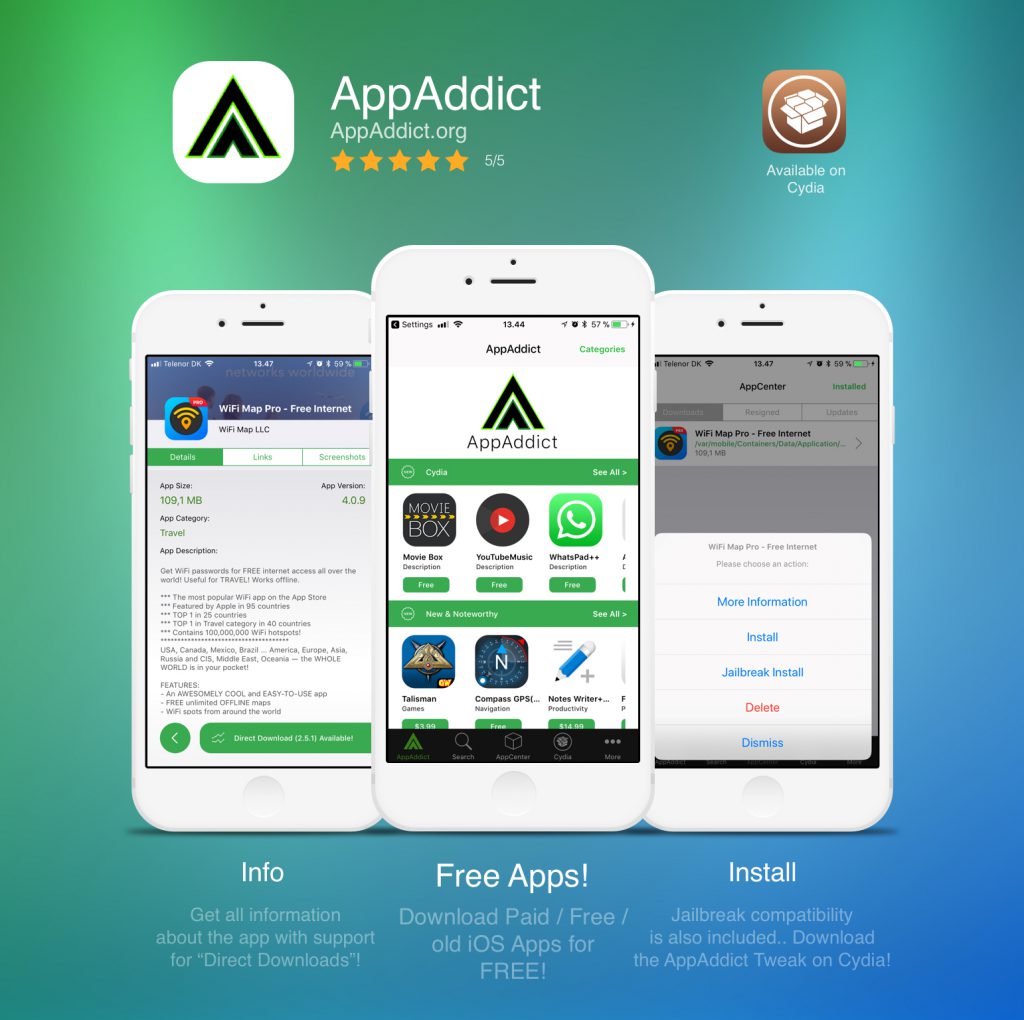 AppAddict
AppAddict.org
5/5
Available on
Cydia
Telenor DK 13.47 59 %
networks worldwide
PRO
WiFi Map Pro - Free Internet
WiFi Map LLC
Details Links Screenshots
App Size: App Version:
109,1 MB 4.0.9
App Category:
Travel
App Description:
Get WiFi passwords for FREE internet access all over the
world! Useful for TRAVEL! Works offline.
*** The most popular WiFi app on the App Store
*** Featured by Apple in 95 countries
*** TOP 1 in 25 countries
*** TOP 1 in Travel category in 40 countries
*** Contains 100,000,000 WiFi hotspots!
****************************************
USA, Canada, Mexico, Brazil ... America, Europe, Asia,
Russia and CIS, Middle East, Oceania — the WHOLE
WORLD is in your pocket!
FEATURES:
- An AWESOMELY COOL and EASY-TO-USE app
- FREE unlimited OFFLINE maps
- WiFi spots from around the world
Direct Download (2.5.1) Available!
Settings 13.44 57 %
AppAddict Categories
AppAddict
NEW Cydia See All >
MOVIE
BOX
Movie Box YouTubeMusic WhatsPad++
Description Description Description
Free Free Free
NEW New & Noteworthy See All >
N
Talisman Compass GPS(... Notes Writer+...
Games Navigation Productivity
$3.99 Free $14.99
AppAddict Search AppCenter Cydia More
Telenor DK 13.47 59 %
AppCenter Installed
Downloads Resigned Updates
WiFi Map Pro - Free Internet
/var/mobile/Containers/Data/Application/...
109,1 MB
WiFi Map Pro - Free Internet
Please choose an action:
More Information
Install
Jailbreak Install
Delete
Dismiss
Info
Get all information
about the app with support
for “Direct Downloads”!
Free Apps!
Download Paid / Free /
old iOS Apps for
FREE!
Install
Jailbreak compatibility
is also included.. Download
the AppAddict Tweak on Cydia!